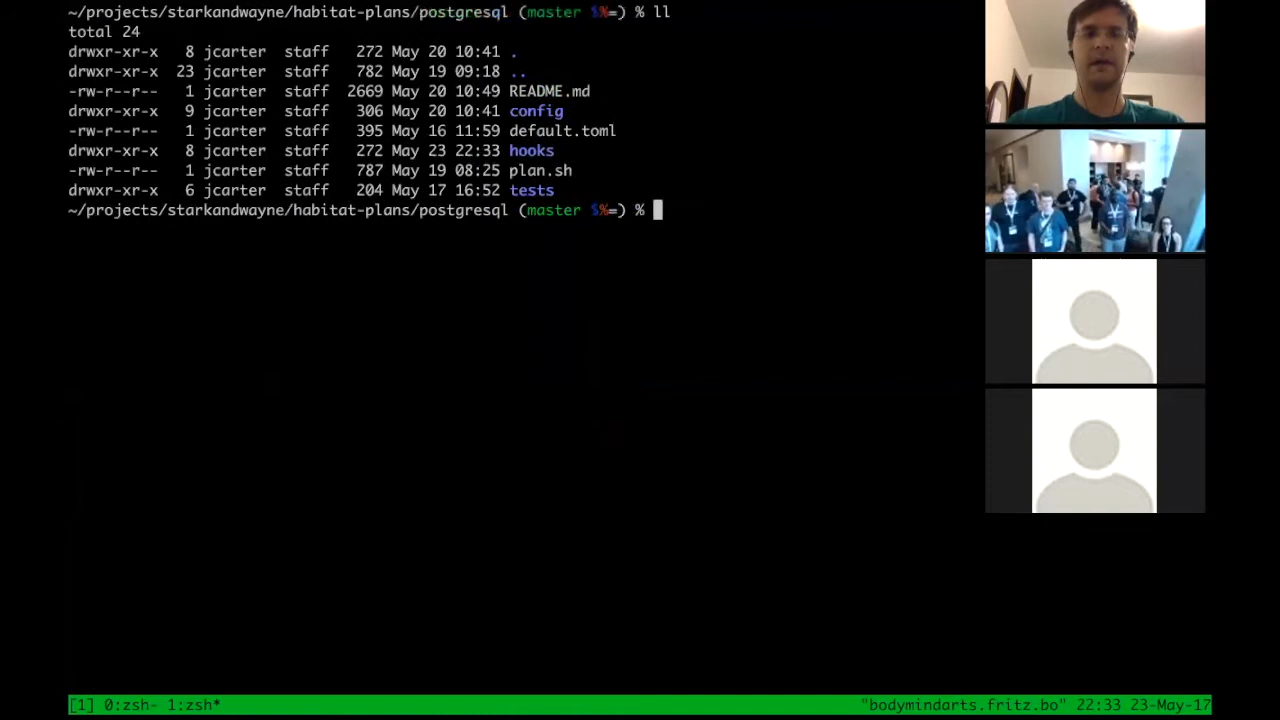 ~/projects/starkandwayne/habitat-plans/postgresql (master $%=) % ll
total 24
drwxr-xr-x 8 jcarter staff 272 May 20 10:41 .
drwxr-xr-x 23 jcarter staff 782 May 19 09:18 ..
-rw-r--r-- 1 jcarter staff 2669 May 20 10:49 README.md
drwxr-xr-x 9 jcarter staff 306 May 20 10:41 config
-rw-r--r-- 1 jcarter staff 395 May 16 11:59 default.toml
drwxr-xr-x 8 jcarter staff 272 May 23 22:33 hooks
-rw-r--r-- 1 jcarter staff 787 May 19 08:25 plan.sh
drwxr-xr-x 6 jcarter staff 204 May 17 16:52 tests
~/projects/starkandwayne/habitat-plans/postgresql (master $%=) %
[1] 0:zsh- 1:zsh* "bodymindarts.fritz.bo" 22:33 23-May-17